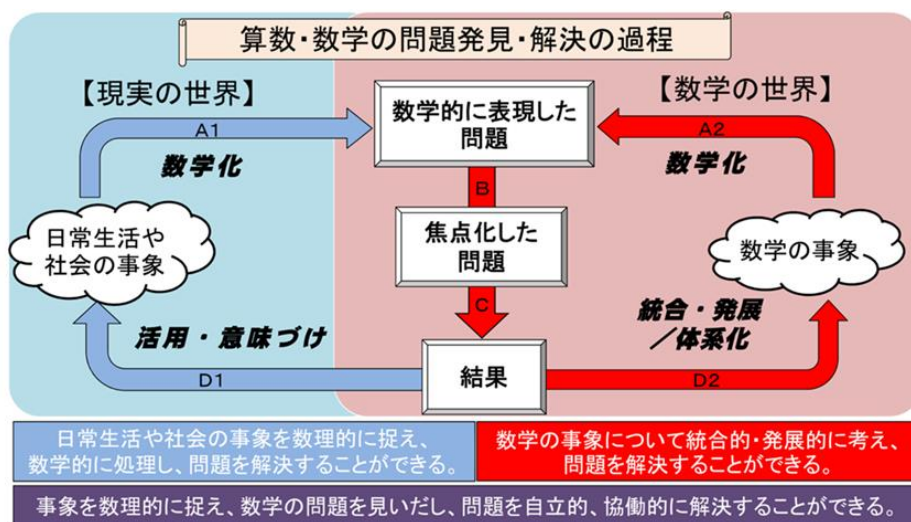 算数・数学の問題発見・解決の過程
【現実の世界】
【数学の世界】
A1
数学化
数学的に表現した
問題
A2
数学化
B
日常生活や
社会の事象
焦点化した
問題
数学の事象
C
活用・意味づけ
統合・発展
／体系化
D1
結果
D2
日常生活や社会の事象を数理的に捉え、
数学的に処理し、問題を解決することができる。
数学の事象について統合的・発展的に考え、
問題を解決することができる。
事象を数理的に捉え、数学の問題を見いだし、問題を自立的、協働的に解決することができる。